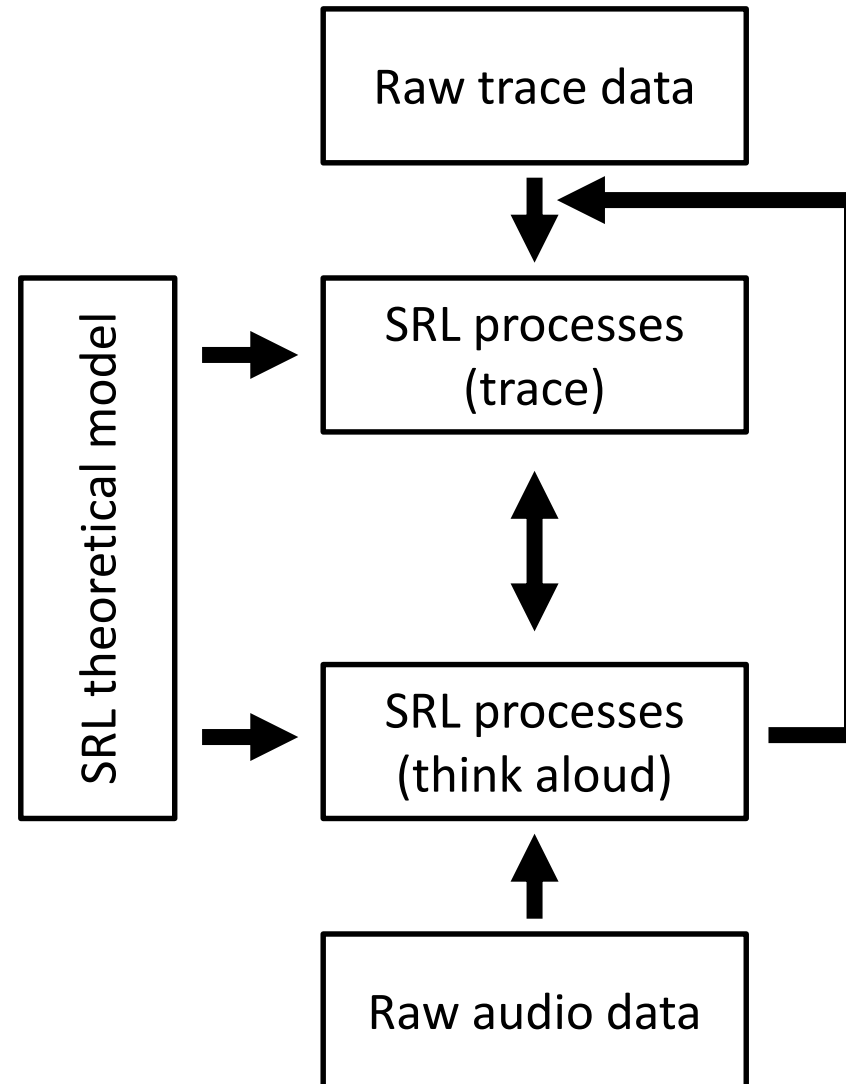 Raw trace data
SRL processes
(trace)
SRL theoretical model
SRL processes
(think aloud)
Raw audio data